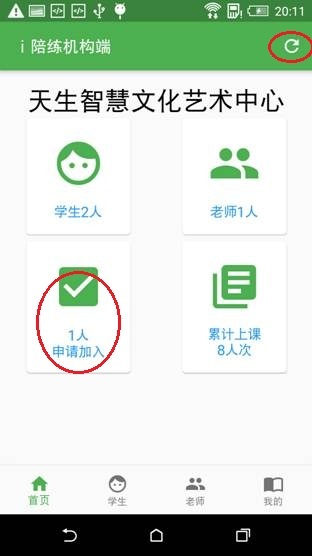 20:11
i 陪练机构端
天生智慧文化艺术中心
学生2人
老师1人
1人
申请加入
累计上课
8人次
首页
学生
老师
我的